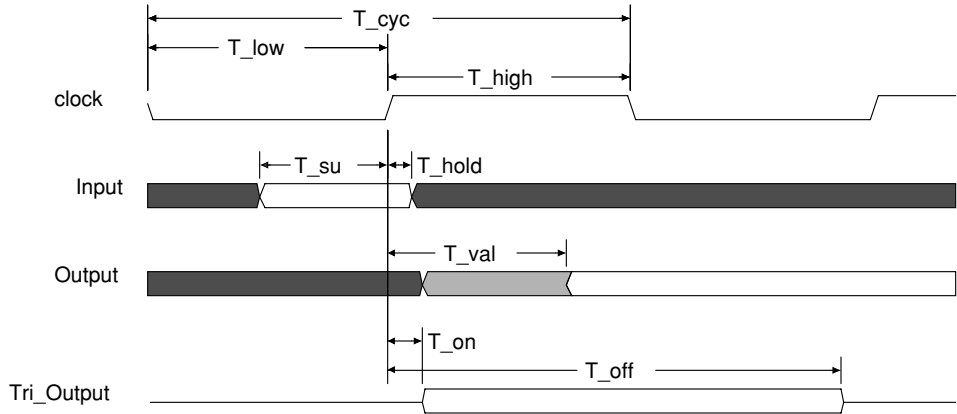 T_cyc
T_low
T_high
clock
T_su
T_hold
Input
T_val
Output
T_on
T_off
Tri_Output